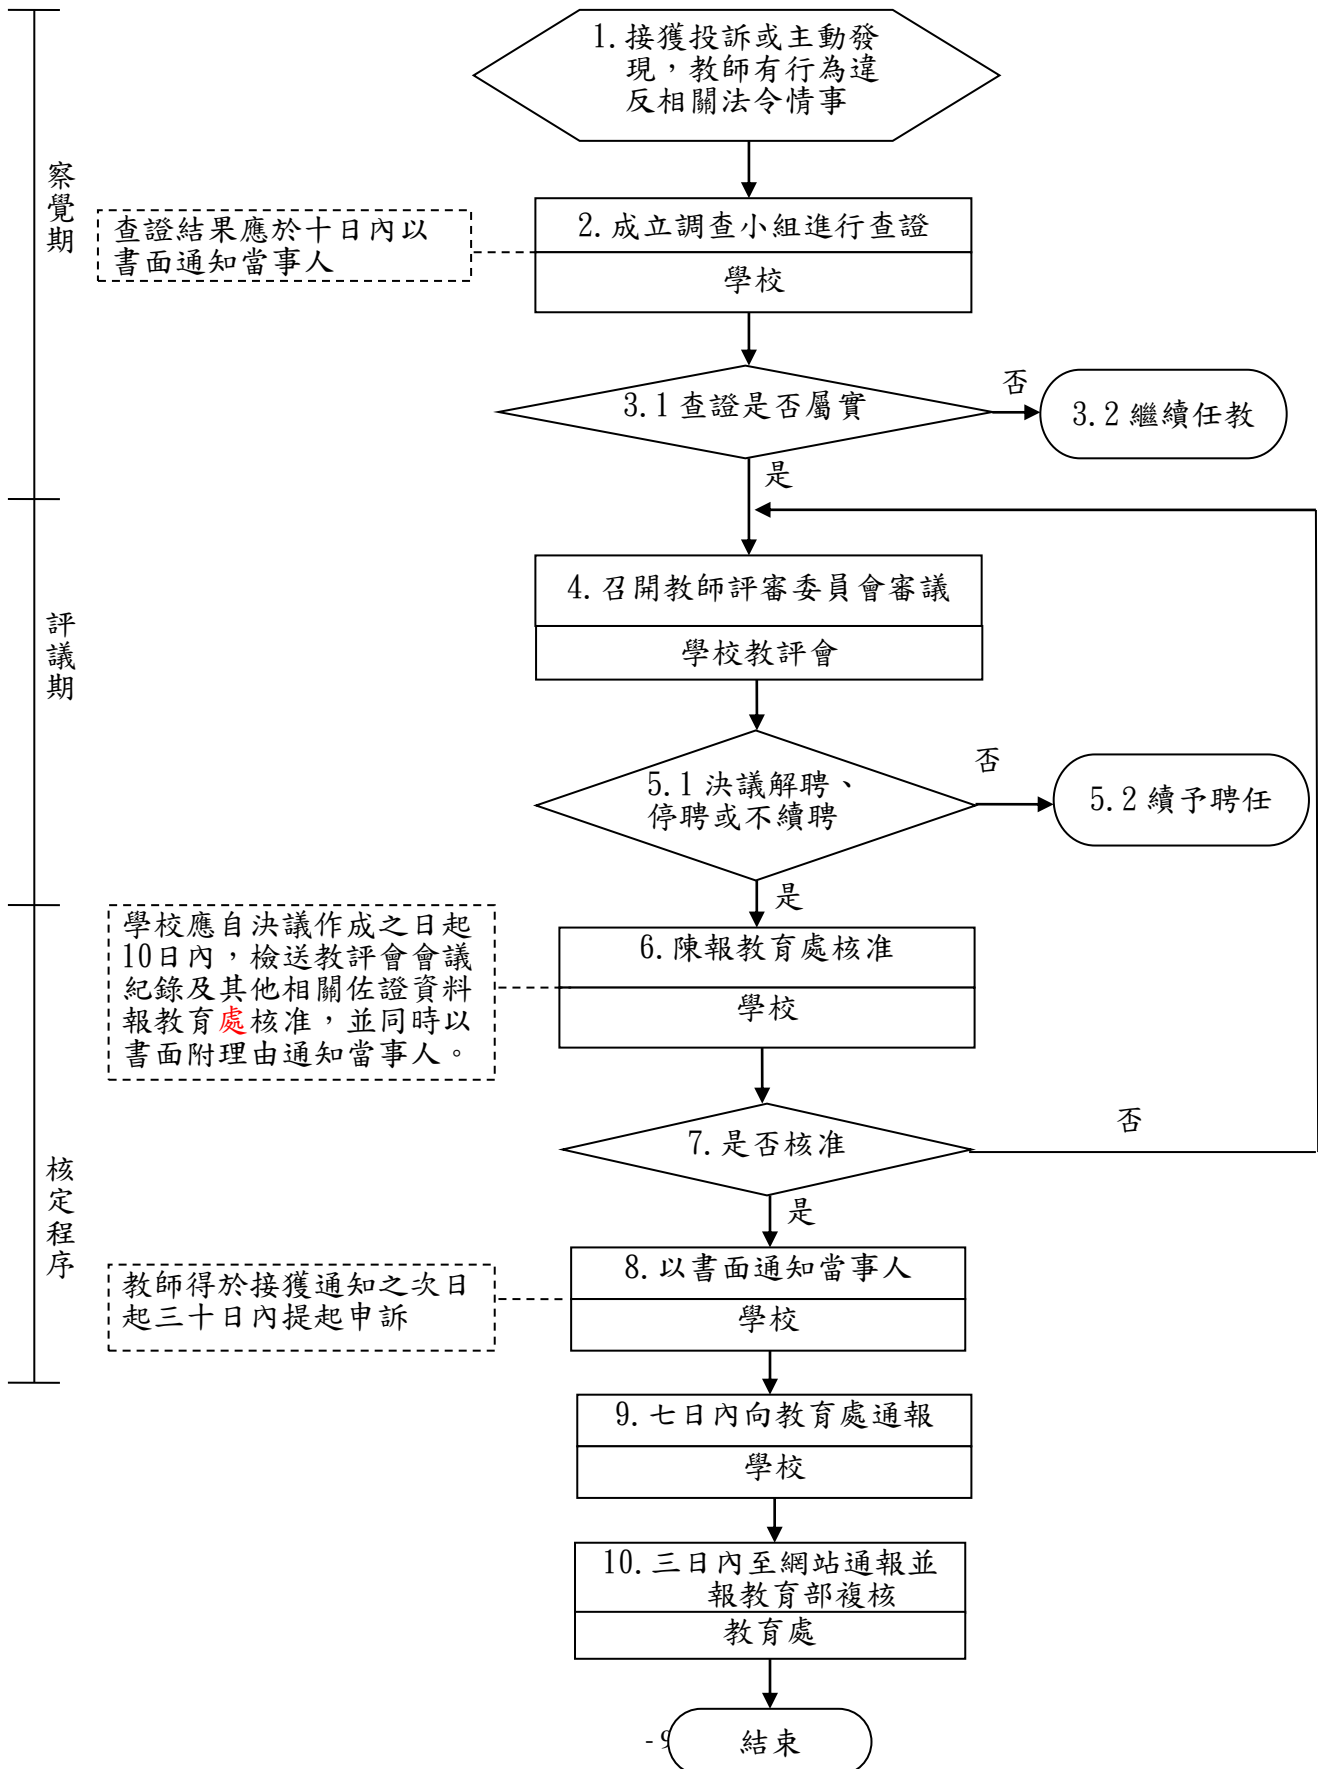 1.接獲投訴或主動發
現，教師有行為違
反相關法令情事
察覺期
查證結果應於十日內以
書面通知當事人
2.成立調查小組進行查證
學校
3.1查證是否屬實
否
3.2繼續任教
是
評議期
4.召開教師評審委員會審議
學校教評會
5.1決議解聘、
停聘或不續聘
否
5.2續予聘任
是
核定程序
學校應自決議作成之日起
10日內，檢送教評會會議
紀錄及其他相關佐證資料
報教育處核准，並同時以
書面附理由通知當事人。
6.陳報教育處核准
學校
7.是否核准
否
是
教師得於接獲通知之次日
起三十日內提起申訴
8.以書面通知當事人
學校
9.七日內向教育處通報
學校
10.三日內至網站通報並
報教育部複核
教育處
結束